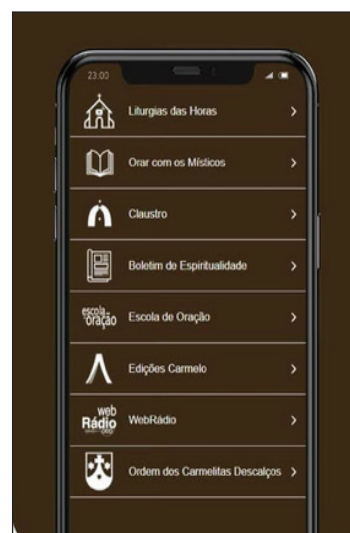 23:00
Liturgias das Horas
Orar com os Místicos
Claustro
Boletim de Espiritualidade
escola
oração
Escola de Oração
Edições Carmelo
web
Rádio
WebRádio
Ordem dos Carmelitas Descalços